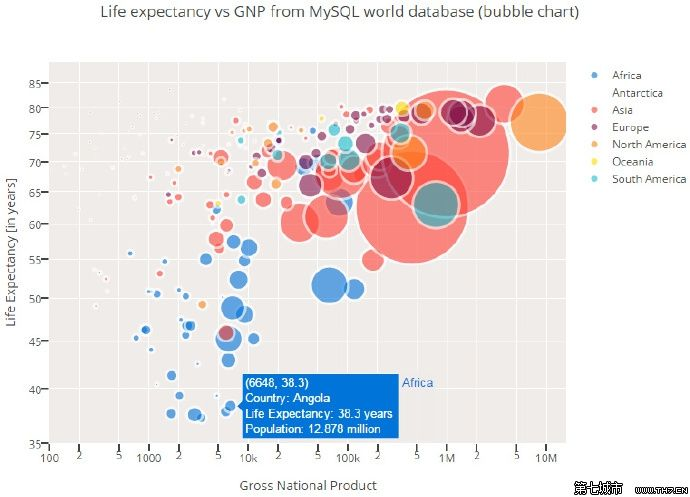 Life expectancy vs GNP from MySQL world database (bubble chart)
85
80
75
70
65
60
55
50
45
40
35
Life Expectancy [in years]
100 2 5 1000 2 5 10k 2 5 100k 2 5 1M 2 5 10M
Gross National Product
Africa
Antarctica
Asia
Europe
North America
Oceania
South America
(6648, 38.3)
Country: Angola
Life Expectancy: 38.3 years
Population: 12.878 million
Africa
第七城市 WWW.TH7.CN